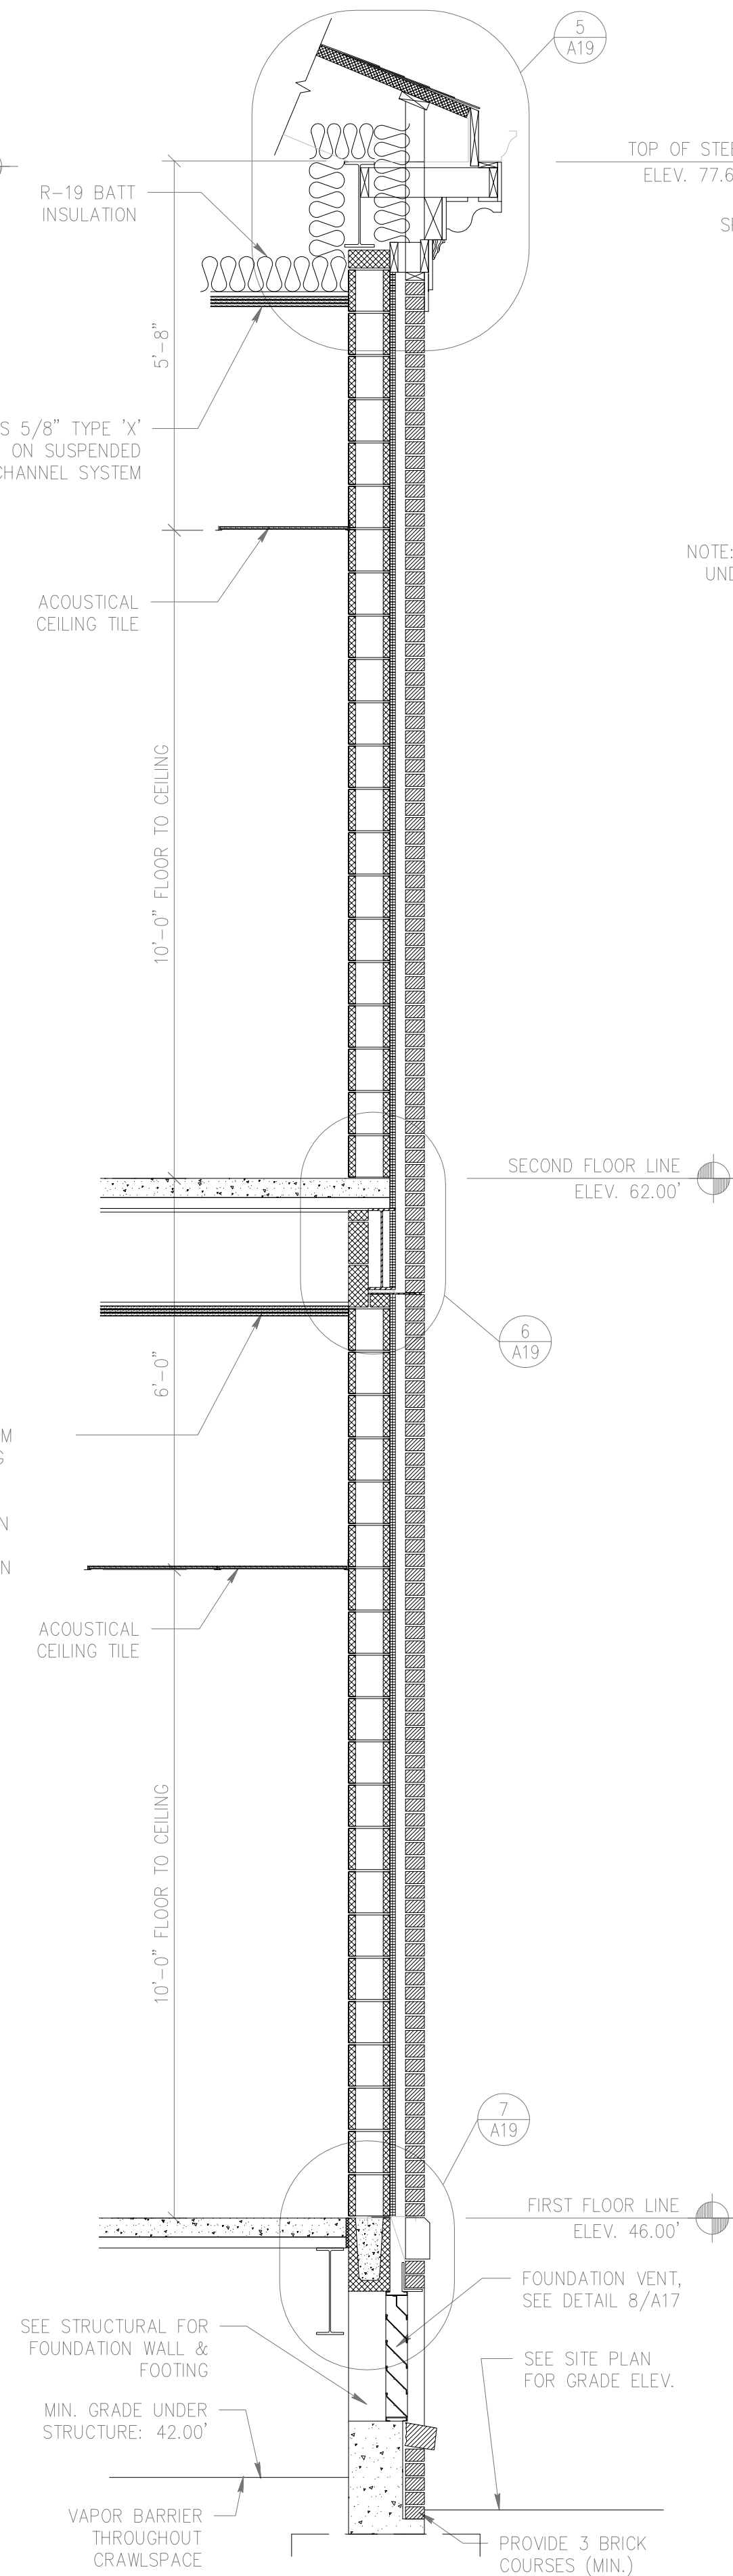 5
A19
TOP OF STEE
ELEV. 77.6
R-19 BATT
INSULATION
5'-8"
S 5/8" TYPE 'X'
ON SUSPENDED
CHANNEL SYSTEM
NOTE:
UND
ACOUSTICAL
CEILING TILE
10'-0" FLOOR TO CEILING
SECOND FLOOR LINE
ELEV. 62.00'
6
A19
6'-0"
M
N
N
ACOUSTICAL
CEILING TILE
10'-0" FLOOR TO CEILING
7
A19
FIRST FLOOR LINE
ELEV. 46.00'
FOUNDATION VENT,
SEE DETAIL 8/A17
SEE STRUCTURAL FOR
FOUNDATION WALL &
FOOTING
SEE SITE PLAN
FOR GRADE ELEV.
MIN. GRADE UNDER
STRUCTURE: 42.00'
VAPOR BARRIER
THROUGHOUT
CRAWLSPACE
PROVIDE 3 BRICK
COURSES (MIN.)